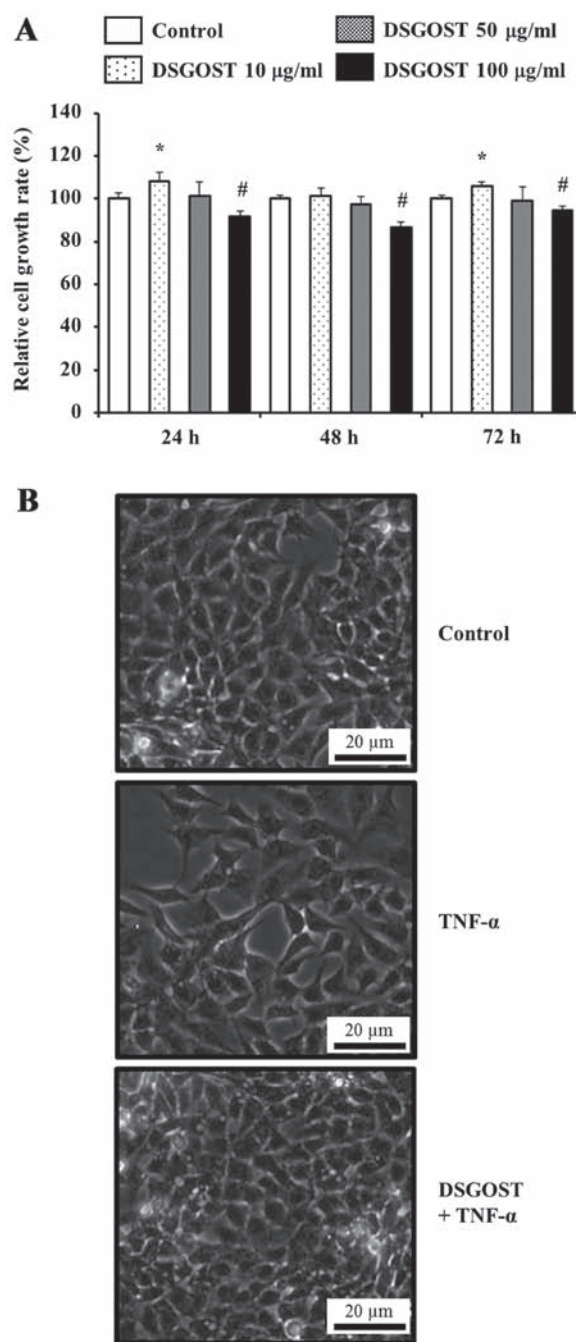 A
Control
DSGOST 50 μg/ml
DSGOST 10 μg/ml
DSGOST 100 μg/ml
Relative cell growth rate (%)
140
120
100
80
60
40
20
0
*
#
#
*
#
24 h
48 h
72 h
B
Control
20 μm
TNF-α
20 μm
DSGOST
+ TNF-α
20 μm